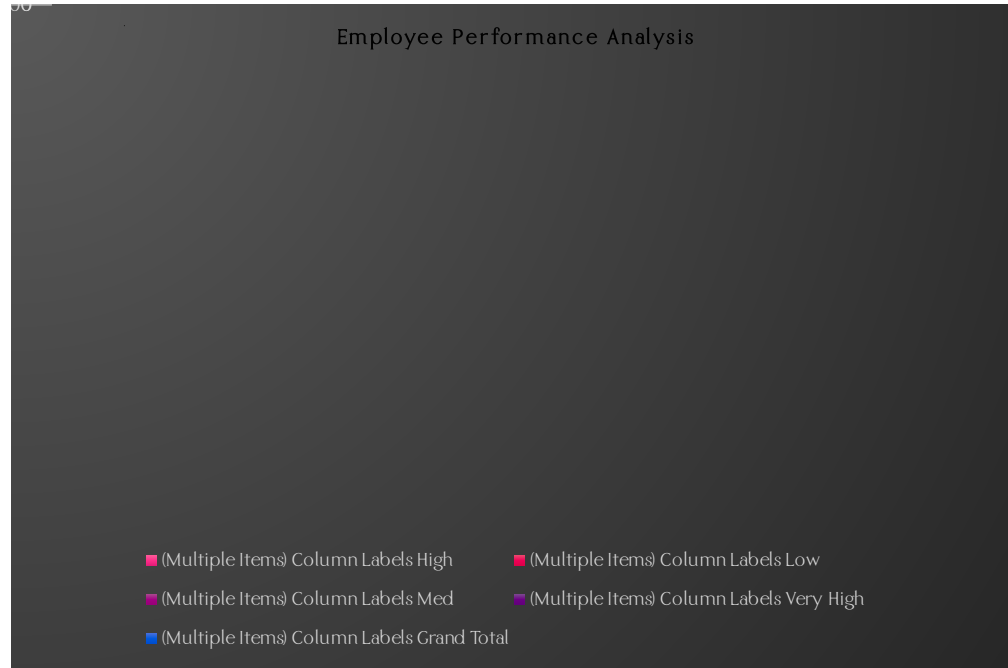 Employee Performance Analysis
(Multiple Items) Column Labels High
(Multiple Items) Column Labels Low
(Multiple Items) Column Labels Med
(Multiple Items) Column Labels Very High
(Multiple Items) Column Labels Grand Total